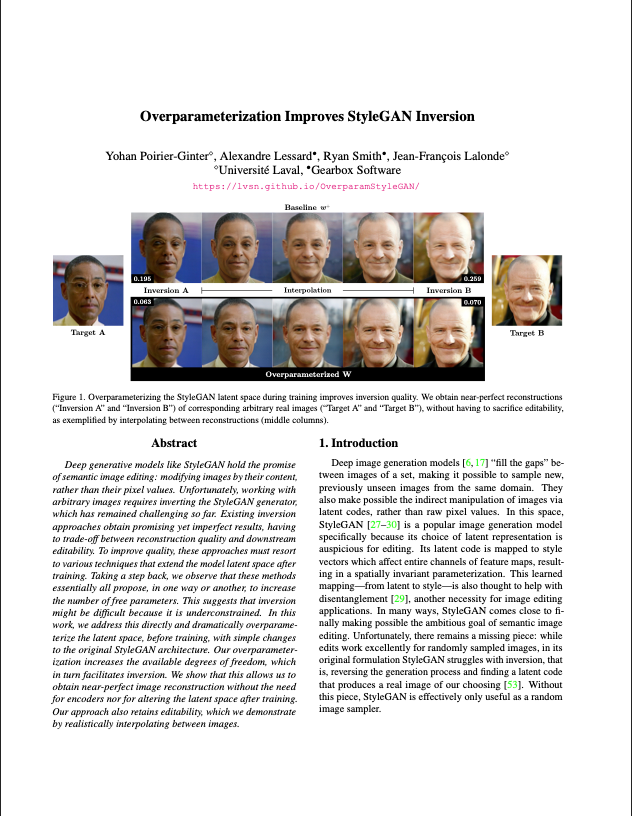 Overparameterization Improves StyleGAN Inversion
Yohan Poirier-Ginter⋄, Alexandre Lessard•, Ryan Smith•, Jean-François Lalonde⋄
⋄Université Laval, •Gearbox Software
https://lvsn.github.io/OverparamStyleGAN/
Baseline w⁺
0.195
0.259
Inversion A
Interpolation
Inversion B
0.063
0.070
Target A
Target B
Overparameterized W
Figure 1. Overparameterizing the StyleGAN latent space during training improves inversion quality. We obtain near-perfect reconstructions
(“Inversion A” and “Inversion B”) of corresponding arbitrary real images (“Target A” and “Target B”), without having to sacrifice editability,
as exemplified by interpolating between reconstructions (middle columns).
Abstract
Deep generative models like StyleGAN hold the promise
of semantic image editing: modifying images by their content,
rather than their pixel values. Unfortunately, working with
arbitrary images requires inverting the StyleGAN generator,
which has remained challenging so far. Existing inversion
approaches obtain promising yet imperfect results, having
to trade-off between reconstruction quality and downstream
editability. To improve quality, these approaches must resort
to various techniques that extend the model latent space after
training. Taking a step back, we observe that these methods
essentially all propose, in one way or another, to increase
the number of free parameters. This suggests that inversion
might be difficult because it is underconstrained. In this
work, we address this directly and dramatically overparame-
terize the latent space, before training, with simple changes
to the original StyleGAN architecture. Our overparameter-
ization increases the available degrees of freedom, which
in turn facilitates inversion. We show that this allows us to
obtain near-perfect image reconstruction without the need
for encoders nor for altering the latent space after training.
Our approach also retains editability, which we demonstrate
by realistically interpolating between images.
1. Introduction
Deep image generation models [6, 17] “fill the gaps” be-
tween images of a set, making it possible to sample new,
previously unseen images from the same domain. They
also make possible the indirect manipulation of images via
latent codes, rather than raw pixel values. In this space,
StyleGAN [27–30] is a popular image generation model
specifically because its choice of latent representation is
auspicious for editing. Its latent code is mapped to style
vectors which affect entire channels of feature maps, result-
ing in a spatially invariant parameterization. This learned
mapping—from latent to style—is also thought to help with
disentanglement [29], another necessity for image editing
applications. In many ways, StyleGAN comes close to fi-
nally making possible the ambitious goal of semantic image
editing. Unfortunately, there remains a missing piece: while
edits work excellently for randomly sampled images, in its
original formulation StyleGAN struggles with inversion, that
is, reversing the generation process and finding a latent code
that produces a real image of our choosing [53]. Without
this piece, StyleGAN is effectively only useful as a random
image sampler.